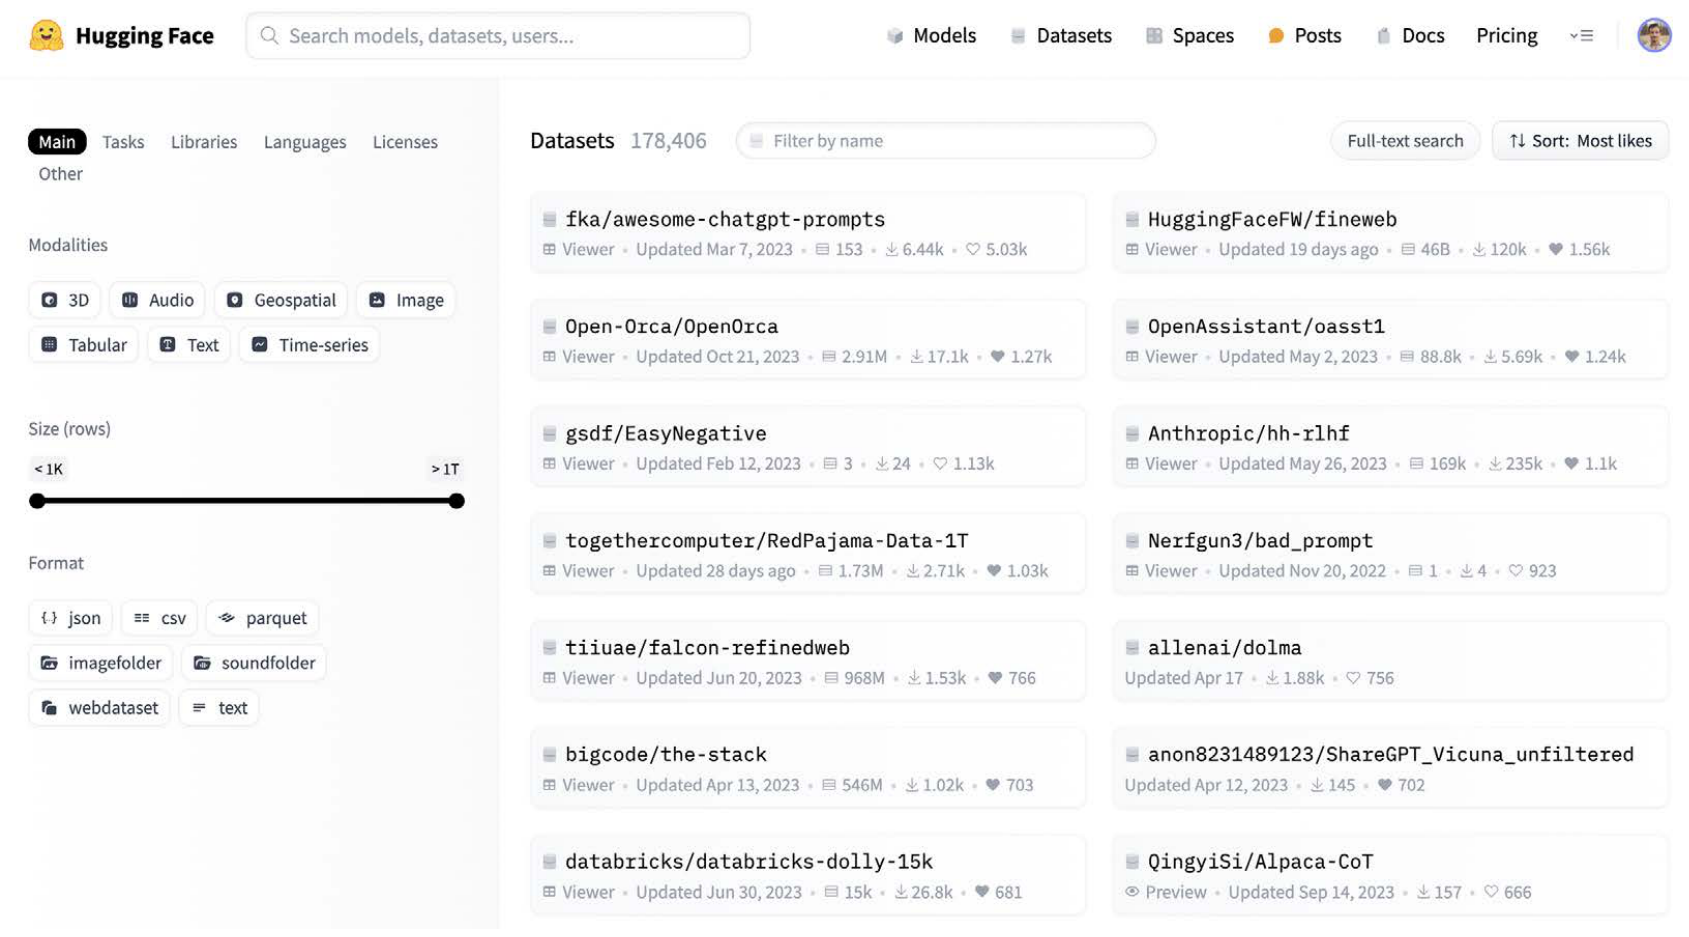 Hugging Face
Search models, datasets, users...
Models
Datasets
Spaces
Posts
Docs
Pricing
Main Tasks Libraries Languages Licenses
Other
Modalities
3D Audio Geospatial Image
Tabular Text Time-series
Size (rows)
< 1K > 1T
Format
json csv parquet
imagefolder soundfolder
webdataset text
Datasets 178,406 Filter by name Full-text search Sort: Most likes
fka/awesome-chatgpt-prompts
Viewer • Updated Mar 7, 2023 • 153 • 6.44k • 5.03k
HuggingFaceFW/fineweb
Viewer • Updated 19 days ago • 46B • 120k • 1.56k
Open-Orca/OpenOrca
Viewer • Updated Oct 21, 2023 • 2.91M • 17.1k • 1.27k
OpenAssistant/oasst1
Viewer • Updated May 2, 2023 • 88.8k • 5.69k • 1.24k
gsdf/EasyNegative
Viewer • Updated Feb 12, 2023 • 3 • 24 • 1.13k
Anthropic/hh-rlhf
Viewer • Updated May 26, 2023 • 169k • 235k • 1.1k
togethercomputer/RedPajama-Data-1T
Viewer • Updated 28 days ago • 1.73M • 2.71k • 1.03k
Nerfgun3/bad_prompt
Viewer • Updated Nov 20, 2022 • 1 • 4 • 923
tiiuae/falcon-refinedweb
Viewer • Updated Jun 20, 2023 • 968M • 1.53k • 766
allenai/dolma
Updated Apr 17 • 1.88k • 756
bigcode/the-stack
Viewer • Updated Apr 13, 2023 • 546M • 1.02k • 703
anon8231489123/ShareGPT_Vicuna_unfiltered
Updated Apr 12, 2023 • 145 • 702
databricks/databricks-dolly-15k
Viewer • Updated Jun 30, 2023 • 15k • 26.8k • 681
QingyiSi/Alpaca-CoT
Preview • Updated Sep 14, 2023 • 157 • 666